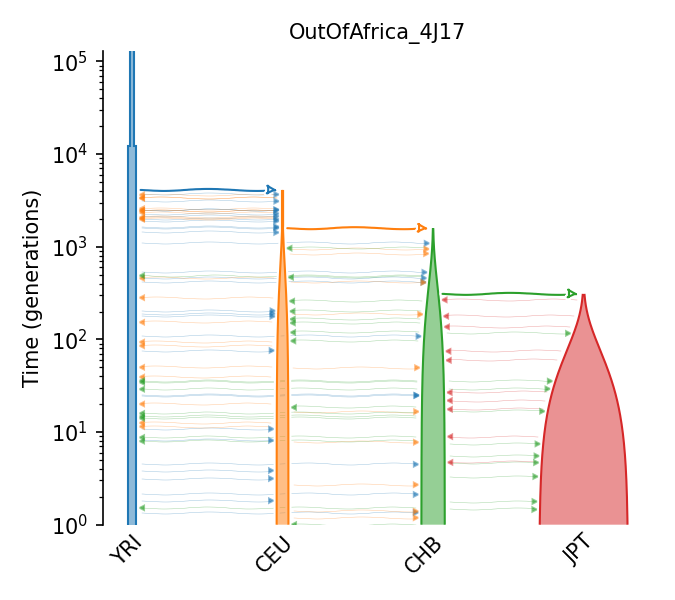 OutOfAfrica_4J17
Time (generations)
10^5
10^4
10^3
10^2
10^1
10^0
YRI
CEU
CHB
JPT